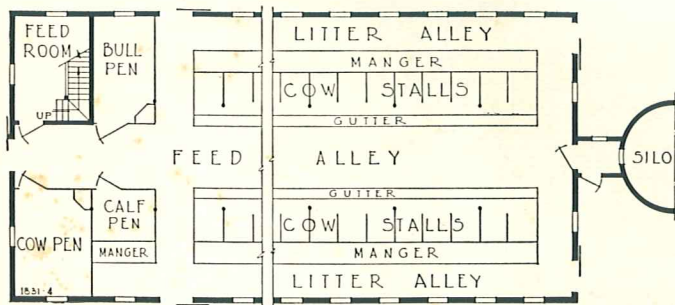 FEED ROOM
BULL PEN
UP
LITTER ALLEY
MANGER
COW STALLS
GUTTER
FEED ALLEY
SILO
GUTTER
COW STALLS
MANGER
LITTER ALLEY
CALF PEN
MANGER
COW PEN
1831-4